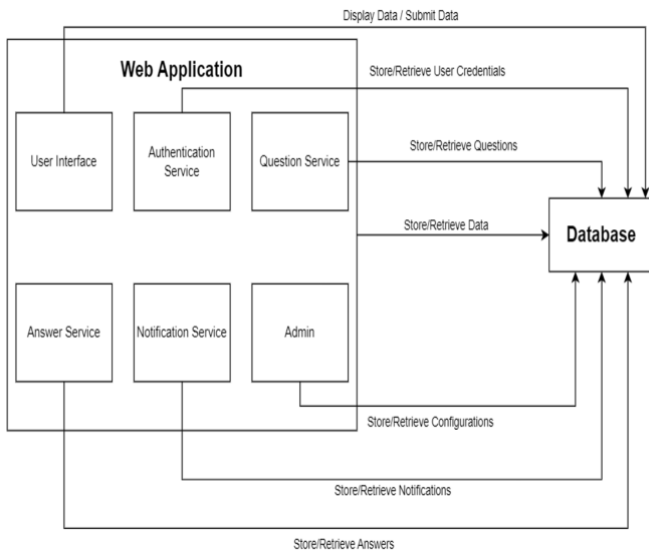 Display Data / Submit Data
Web Application
Store/Retrieve User Credentials
User Interface
Authentication
Service
Question Service
Store/Retrieve Questions
Store/Retrieve Data
Database
Answer Service
Notification Service
Admin
Store/Retrieve Configurations
Store/Retrieve Notifications
Store/Retrieve Answers